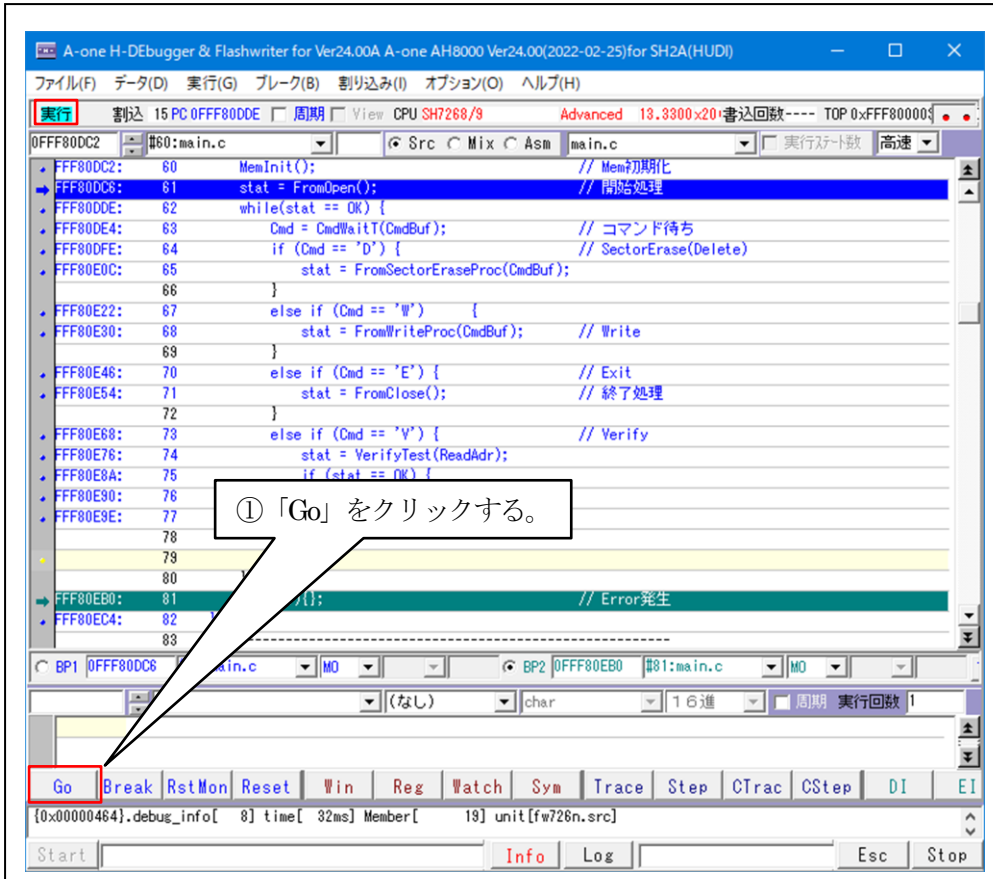 A-one H-DEbugger & Flashwriter for Ver24.00A A-one AH8000 Ver24.00(2022-02-25)for SH2A(HUDI)
ファイル(F) データ(D) 実行(G) ブレーク(B) 割り込み(I) オプション(O) ヘルプ(H)
実行 割込 15 PC 0FFF80DDE 周期 View CPU SH7268/9 Advanced 13.3300x20 書込回数---- TOP 0xFFF80000
0FFF80DC2 #60:main.c Src Mix Asm main.c 実行ステート数 高速
FFF80DC2: 60 MemInit(); // Mem初期化
FFF80DC6: 61 stat = FromOpen(); // 開始処理
FFF80DDE: 62 while(stat == OK) {
FFF80DE4: 63 Cmd = CmdWaitT(CmdBuf); // コマンド待ち
FFF80DFE: 64 if (Cmd == 'D') { // SectorErase(Delete)
FFF80E0C: 65 stat = FromSectorEraseProc(CmdBuf);
66 }
FFF80E22: 67 else if (Cmd == 'W') {
FFF80E30: 68 stat = FromWriteProc(CmdBuf); // Write
69 }
FFF80E46: 70 else if (Cmd == 'E') { // Exit
FFF80E54: 71 stat = FromClose(); // 終了処理
72 }
FFF80E68: 73 else if (Cmd == 'V') { // Verify
FFF80E76: 74 stat = VerifyTest(ReadAdr);
FFF80E8A: 75 if (stat == OK) {
FFF80E90: 76
FFF80E9E: 77
①「Go」をクリックする。
78
79
80
FFF80EB0: 81 ){}; // Error発生
FFF80EC4: 82
83 ------------------------------------------------------
BP1 0FFF80DC6 in.c MO BP2 0FFF80EB0 #81:main.c MO
(なし) char 16進 周期 実行回数 1
Go Break RstMon Reset Win Reg Watch Sym Trace Step CTrac CStep DI EI
{0x00000464}.debug_info[ 8] time[ 32ms] Member[ 19] unit[fw726n.src]
Start Info Log Esc Stop